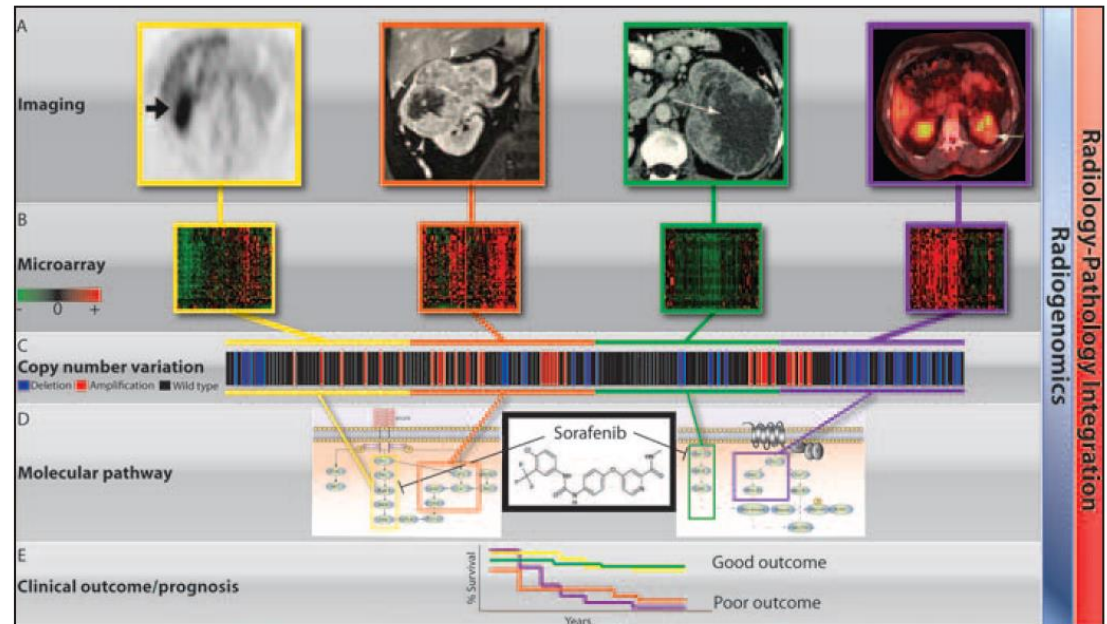 A
Imaging
B
Microarray
- 0 +
C
Copy number variation
Deletion Amplification Wild type
D
Molecular pathway
Sorafenib
E
Clinical outcome/prognosis
% Survival
Years
Good outcome
Poor outcome
Radiogenomics
Radiology-Pathology Integration